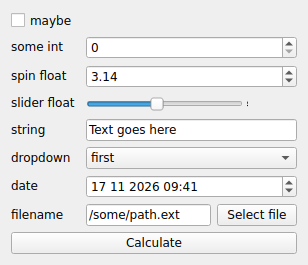 maybe
some int 0
spin float 3.14
slider float
string Text goes here
dropdown first
date 17 11 2026 09:41
filename /some/path.ext Select file
Calculate